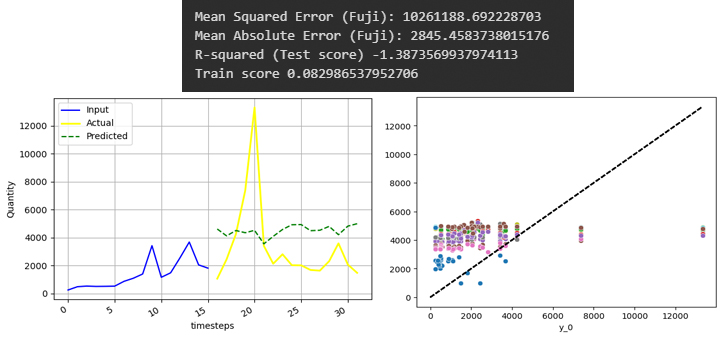 Mean Squared Error (Fuji): 10261188.692228703
Mean Absolute Error (Fuji): 2845.4583738015176
R-squared (Test score) -1.3873569937974113
Train score 0.082986537952706
Input
Actual
Predicted
Quantity
12000
10000
8000
6000
4000
2000
0
0
5
10
15
20
25
30
timesteps
12000
10000
8000
6000
4000
2000
0
0
2000
4000
6000
8000
10000
12000
y_0